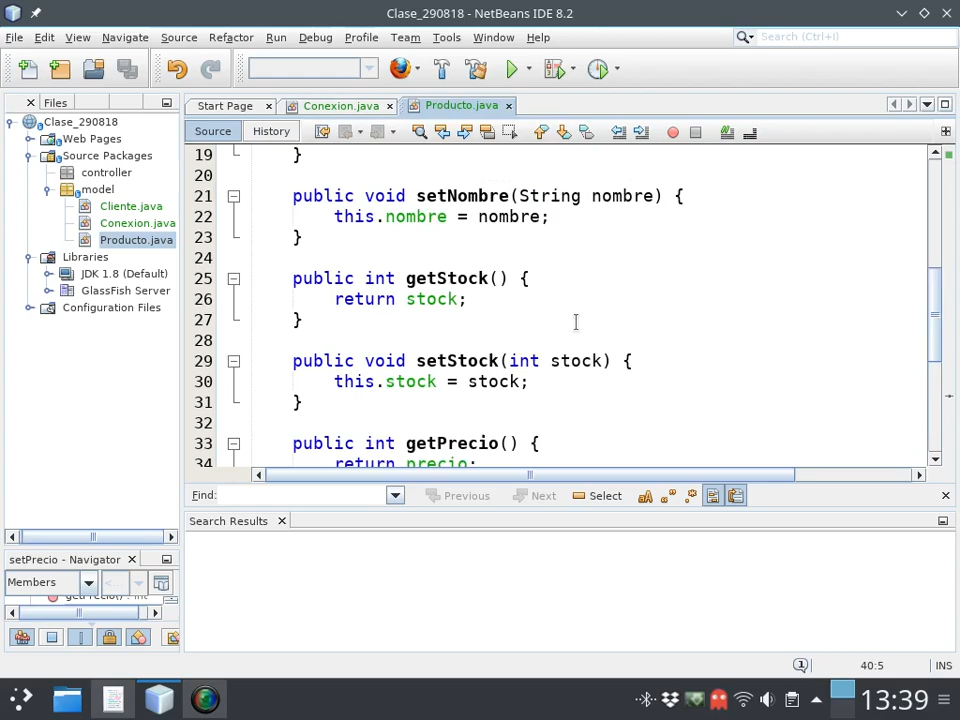 Clase_290818 - NetBeans IDE 8.2
File Edit View Navigate Source Refactor Run Debug Profile Team Tools Window Help
Search (Ctrl+I)
Files
Start Page Conexion.java Producto.java
Clase_290818
Web Pages
Source Packages
controller
model
Cliente.java
Conexion.java
Producto.java
Libraries
JDK 1.8 (Default)
GlassFish Server
Configuration Files
Source History
19 }
20
21 public void setNombre(String nombre) {
22 this.nombre = nombre;
23 }
24
25 public int getStock() {
26 return stock;
27 }
28
29 public void setStock(int stock) {
30 this.stock = stock;
31 }
32
33 public int getPrecio() {
34 return precio;
Find: Previous Next Select
Search Results
setPrecio - Navigator
Members
getPrecio() : int
1 40:5 INS
13:39